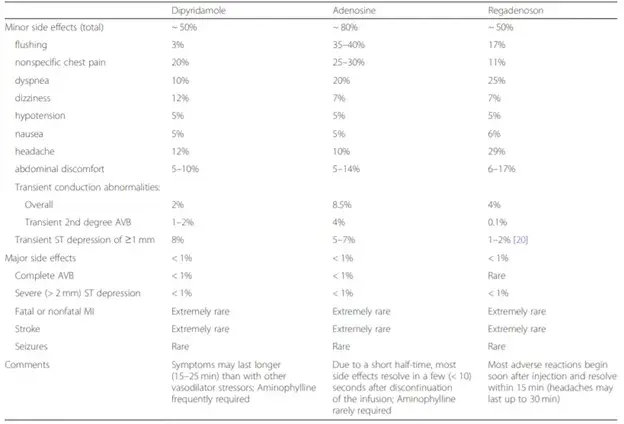 Dipyridamole Adenosine Regadenoson
Minor side effects (total) ~ 50% ~ 80% ~ 50%
flushing 3% 35–40% 17%
nonspecific chest pain 20% 25–30% 11%
dyspnea 10% 20% 25%
dizziness 12% 7% 7%
hypotension 5% 5% 5%
nausea 5% 5% 6%
headache 12% 10% 29%
abdominal discomfort 5–10% 5–14% 6–17%
Transient conduction abnormalities:
Overall 2% 8.5% 4%
Transient 2nd degree AVB 1–2% 4% 0.1%
Transient ST depression of ≥1 mm 8% 5–7% 1–2% [20]
Major side effects < 1% < 1% < 1%
Complete AVB < 1% < 1% Rare
Severe (> 2 mm) ST depression < 1% < 1% < 1%
Fatal or nonfatal MI Extremely rare Extremely rare Extremely rare
Stroke Extremely rare Extremely rare Extremely rare
Seizures Rare Rare Rare
Comments Symptoms may last longer Due to a short half-time, most Most adverse reactions begin
(15–25 min) than with other side effects resolve in a few (< 10) soon after injection and resolve
vasodilator stressors; Aminophylline seconds after discontinuation within 15 min (headaches may
frequently required of the infusion; Aminophylline last up to 30 min)
rarely required